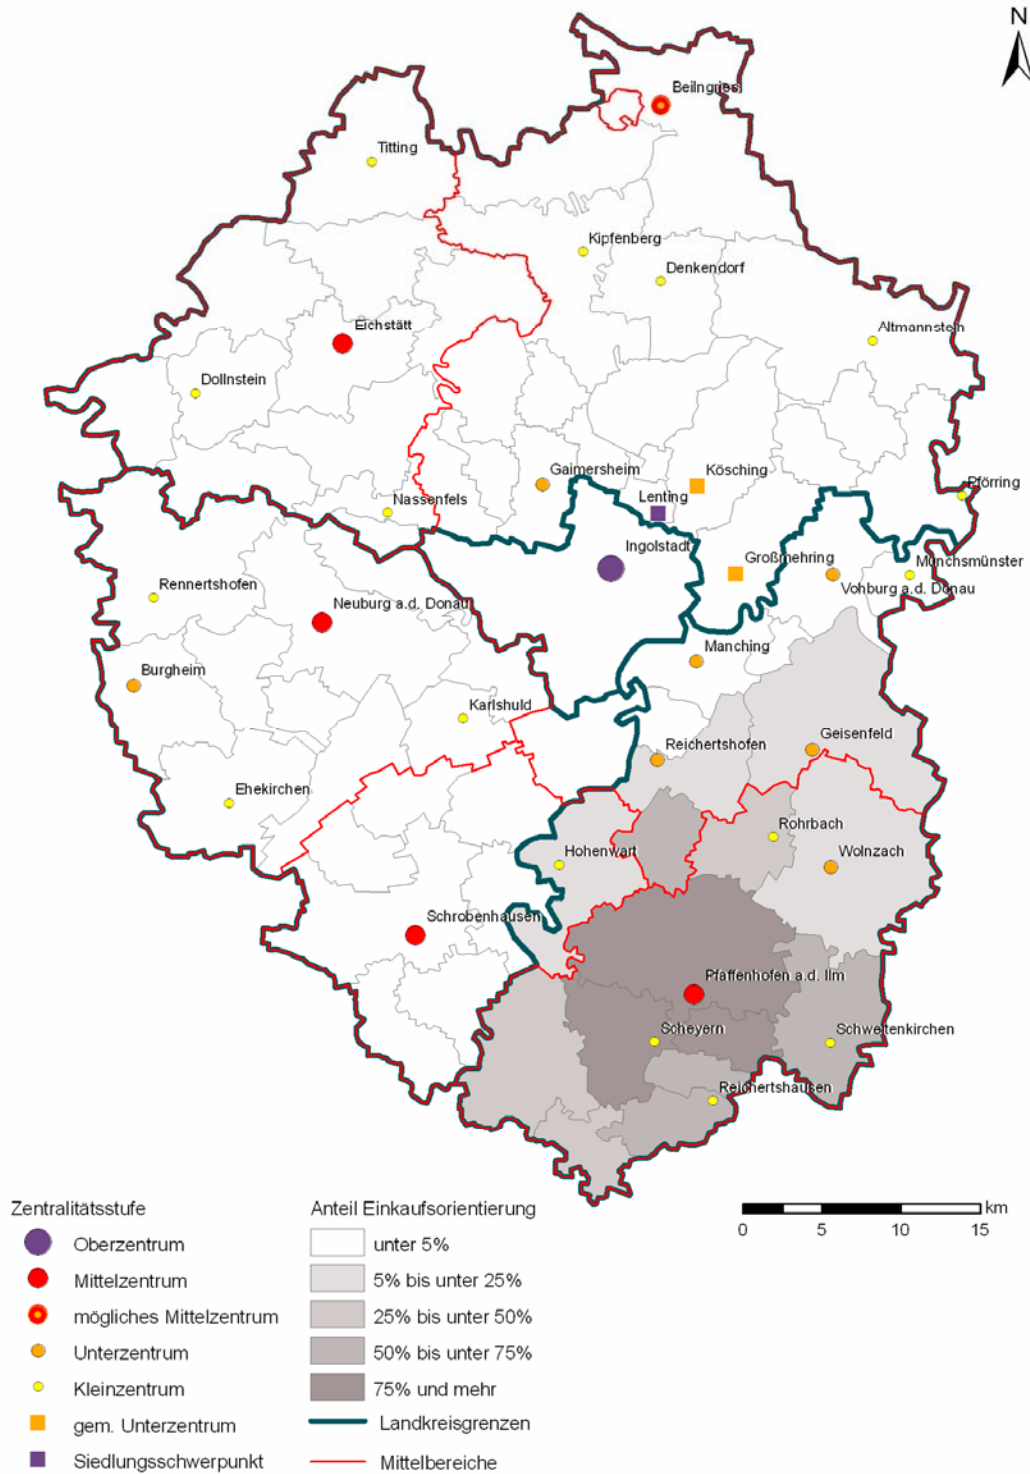 N
Beilngries
Titting
Kipfenberg
Denkendorf
Eichstätt
Altmannstein
Dollnstein
Gaimersheim
Kösching
Nassenfels
Lenting
Pförring
Ingolstadt
Großmehring
Münchsmünster
Rennertshofen
Vohburg a.d. Donau
Neuburg a.d. Donau
Manching
Burgheim
Karlshuld
Reichertshofen
Geisenfeld
Ehekirchen
Rohrbach
Hohenwart
Wolnzach
Schrobenhausen
Pfaffenhofen a.d. Ilm
Scheyern
Schweitenkirchen
Reichertshausen
Zentralitätsstufe
Oberzentrum
Mittelzentrum
mögliches Mittelzentrum
Unterzentrum
Kleinzentrum
gem. Unterzentrum
Siedlungsschwerpunkt
Anteil Einkaufsorientierung
unter 5%
5% bis unter 25%
25% bis unter 50%
50% bis unter 75%
75% und mehr
Landkreisgrenzen
Mittelbereiche
km
0 5 10 15